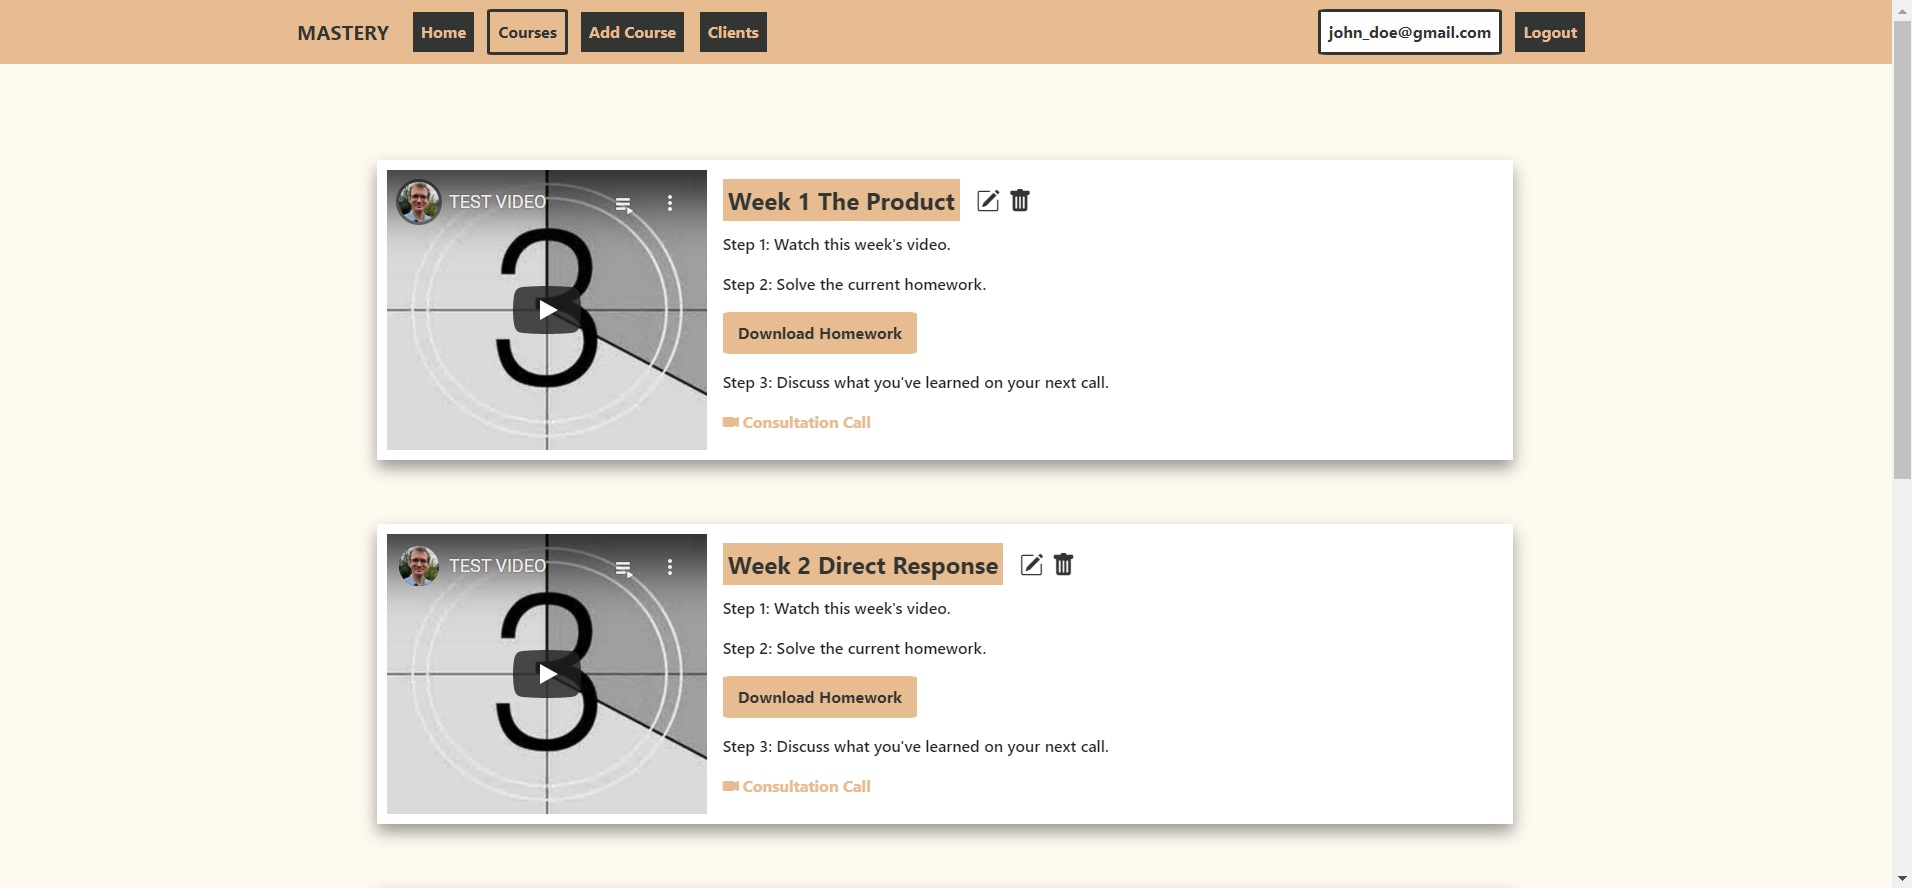 MASTERY Home Courses Add Course Clients john_doe@gmail.com Logout
TEST VIDEO
3
Week 1 The Product
Step 1: Watch this week's video.
Step 2: Solve the current homework.
Download Homework
Step 3: Discuss what you've learned on your next call.
Consultation Call
TEST VIDEO
3
Week 2 Direct Response
Step 1: Watch this week's video.
Step 2: Solve the current homework.
Download Homework
Step 3: Discuss what you've learned on your next call.
Consultation Call